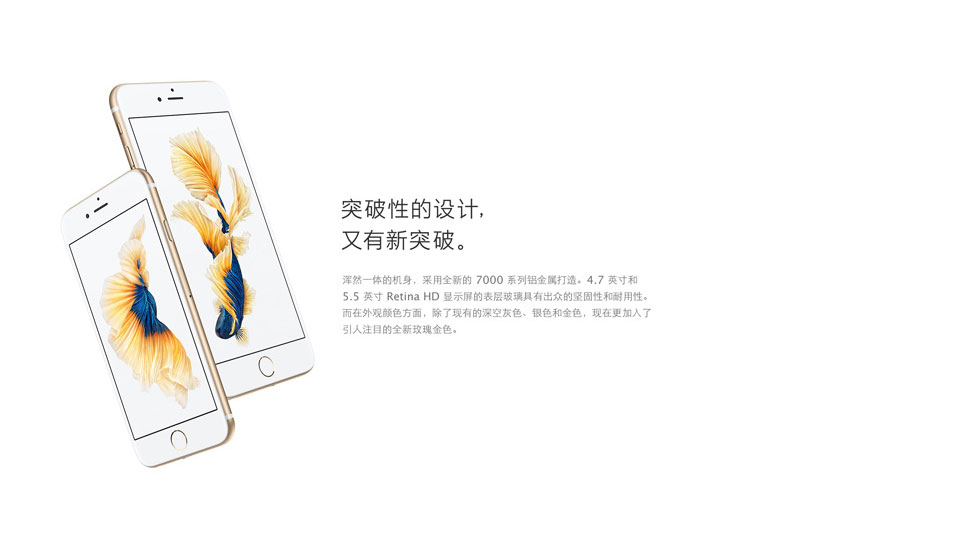 突破性的设计，
又有新突破。
浑然一体的机身，采用全新的 7000 系列铝金属打造。4.7 英寸和
5.5 英寸 Retina HD 显示屏的表层玻璃具有出众的坚固性和耐用性。
而在外观颜色方面，除了现有的深空灰色、银色和金色，现在更加入了
引人注目的全新玫瑰金色。